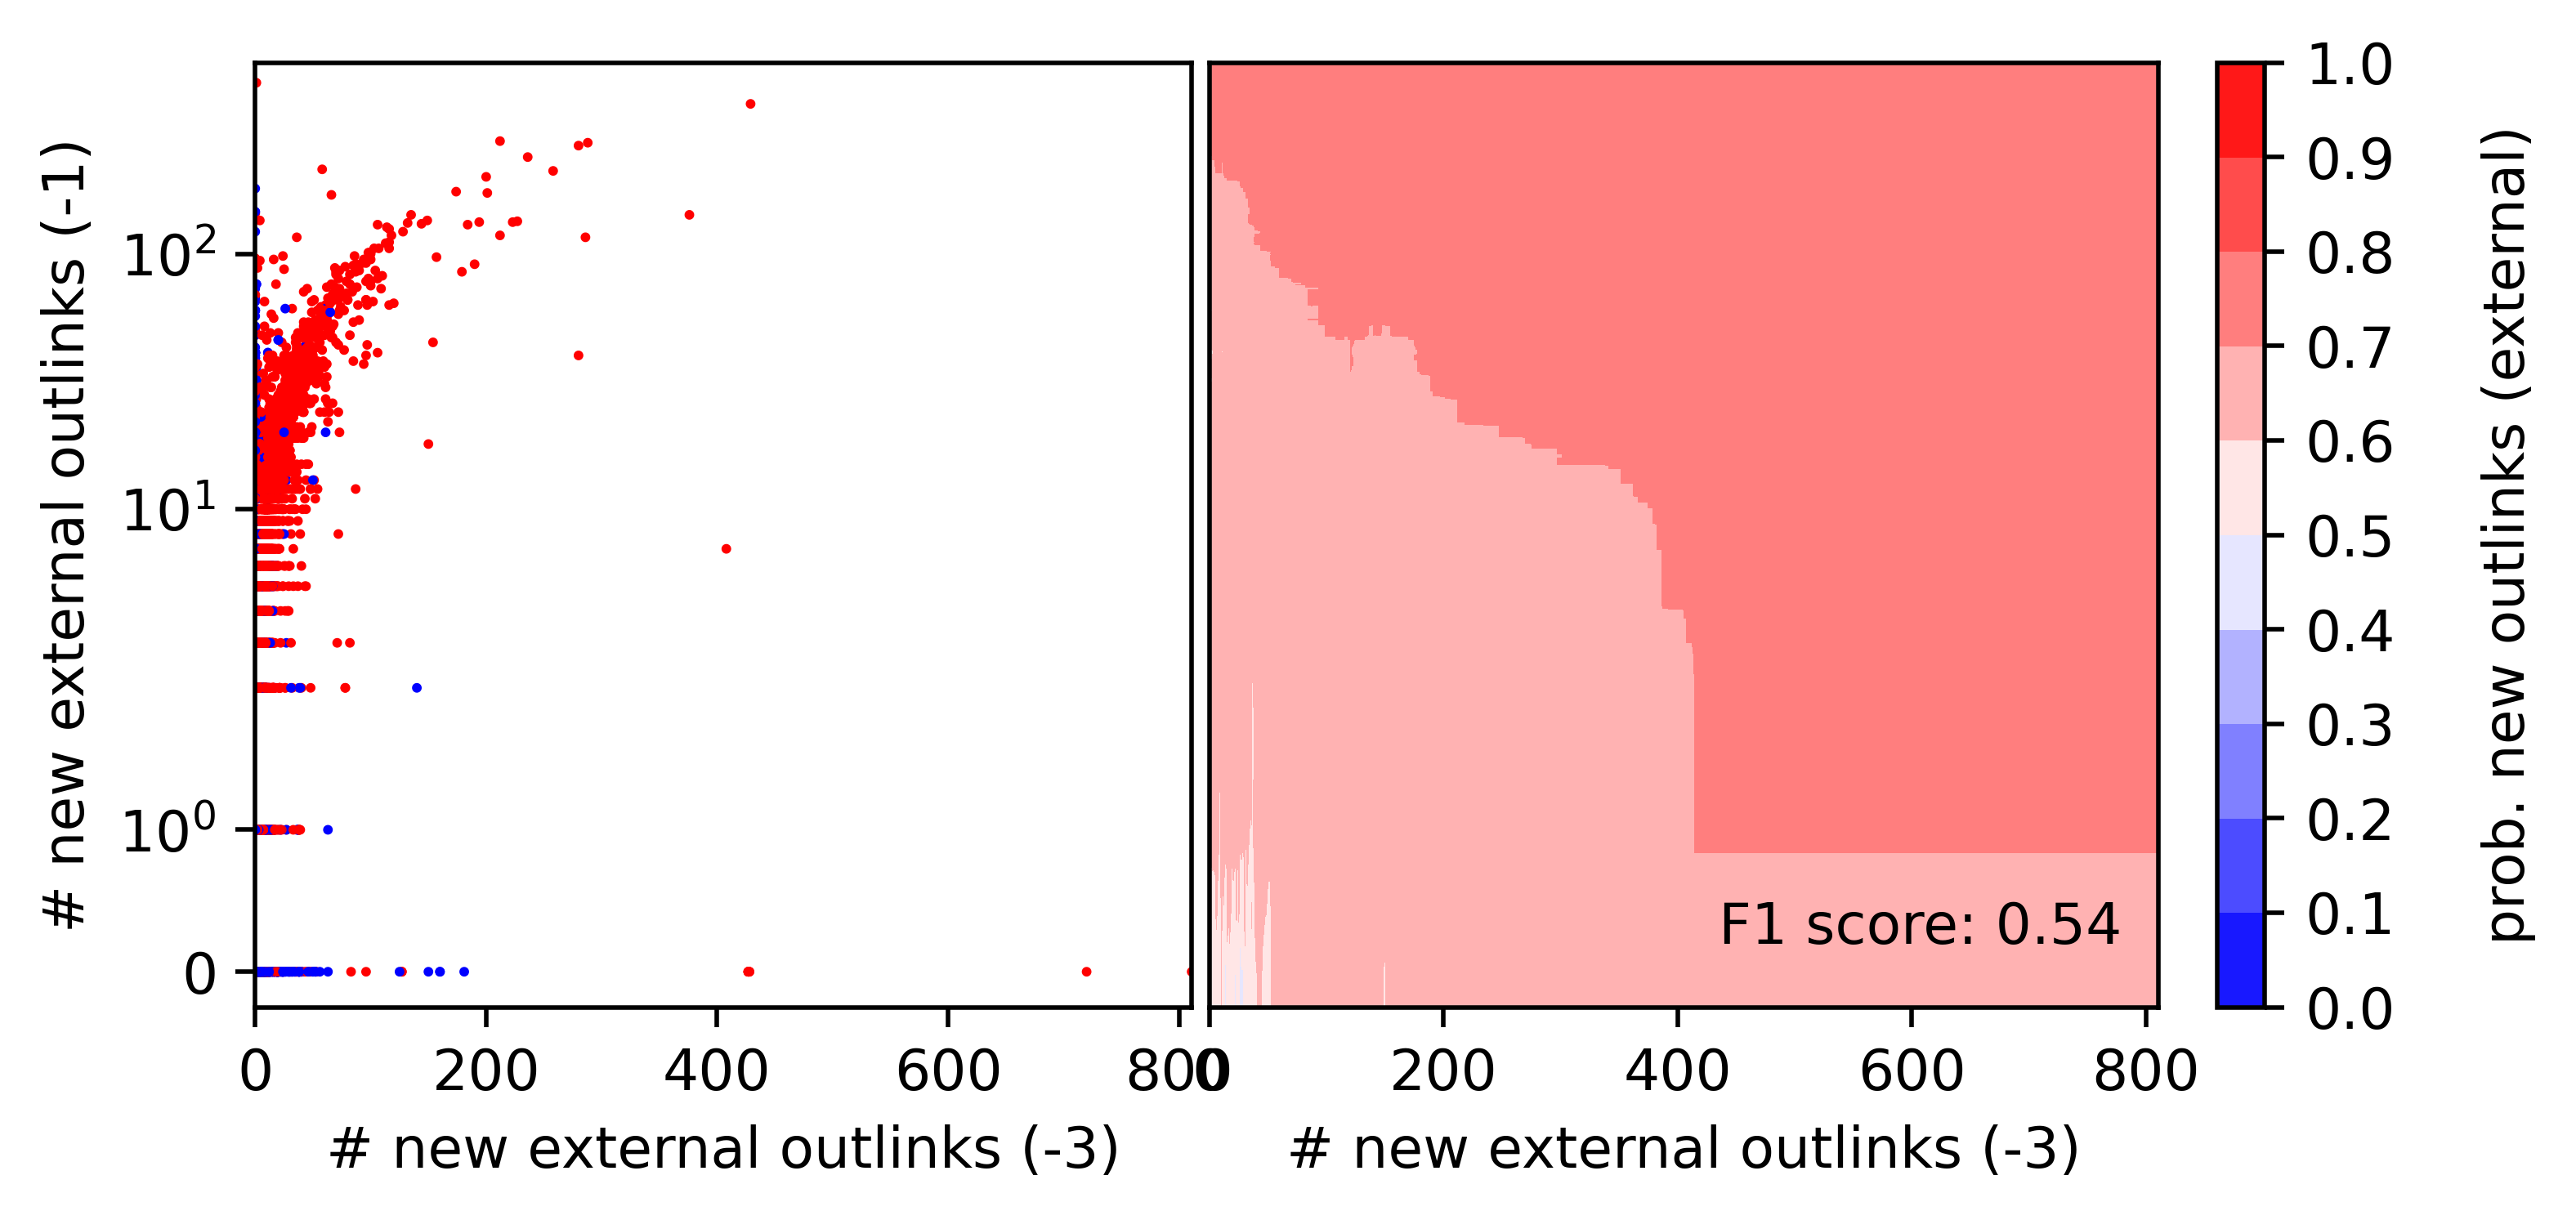 # new external outlinks (-1)
10²
10¹
10⁰
0
0 200 400 600 800
# new external outlinks (-3)
F1 score: 0.54
0 200 400 600 800
# new external outlinks (-3)
1.0
0.9
0.8
0.7
0.6
0.5
0.4
0.3
0.2
0.1
0.0
prob. new outlinks (external)